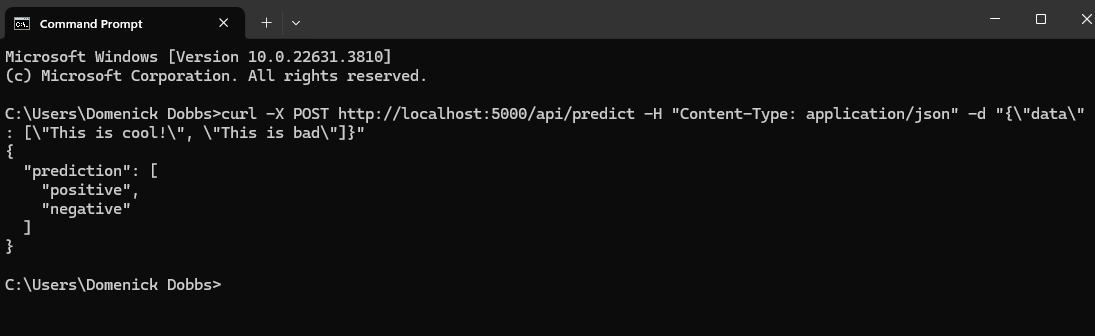 Command Prompt
Microsoft Windows [Version 10.0.22631.3810]
(c) Microsoft Corporation. All rights reserved.
C:\Users\Domenick Dobbs>curl -X POST http://localhost:5000/api/predict -H "Content-Type: application/json" -d "{\"data\"
: [\"This is cool!\", \"This is bad\"]}"
{
  "prediction": [
    "positive",
    "negative"
  ]
}
C:\Users\Domenick Dobbs>